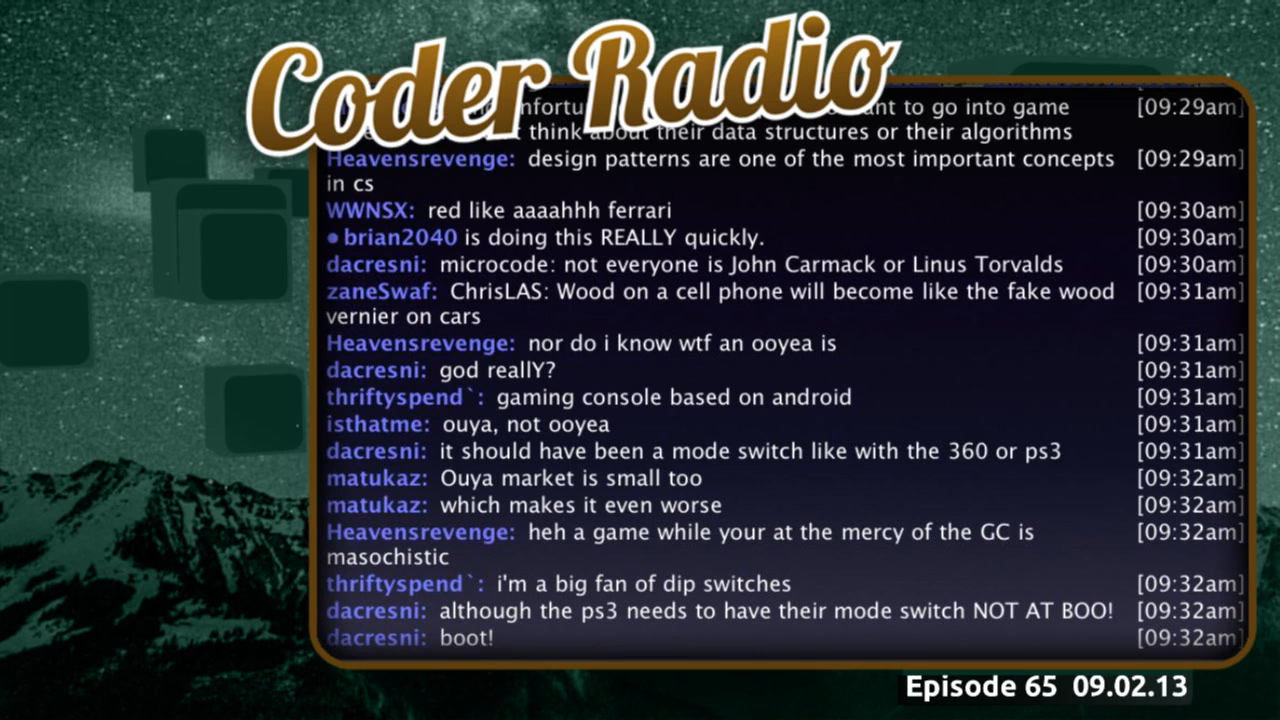 Coder Radio
nfortu ant to go into game [09:29am]
think about their data structures or their algorithms
Heavensrevenge: design patterns are one of the most important concepts [09:29am]
in cs
WWNSX: red like aaaahhh ferrari [09:30am]
• brian2040 is doing this REALLY quickly. [09:30am]
dacresni: microcode: not everyone is John Carmack or Linus Torvalds [09:30am]
zaneSwaf: ChrisLAS: Wood on a cell phone will become like the fake wood [09:31am]
vernier on cars
Heavensrevenge: nor do i know wtf an ooyea is [09:31am]
dacresni: god reallY? [09:31am]
thriftyspend`: gaming console based on android [09:31am]
isthatme: ouya, not ooyea [09:31am]
dacresni: it should have been a mode switch like with the 360 or ps3 [09:31am]
matukaz: Ouya market is small too [09:32am]
matukaz: which makes it even worse [09:32am]
Heavensrevenge: heh a game while your at the mercy of the GC is [09:32am]
masochistic
thriftyspend`: i'm a big fan of dip switches [09:32am]
dacresni: although the ps3 needs to have their mode switch NOT AT BOO! [09:32am]
dacresni: boot! [09:32am]
Episode 65 09.02.13